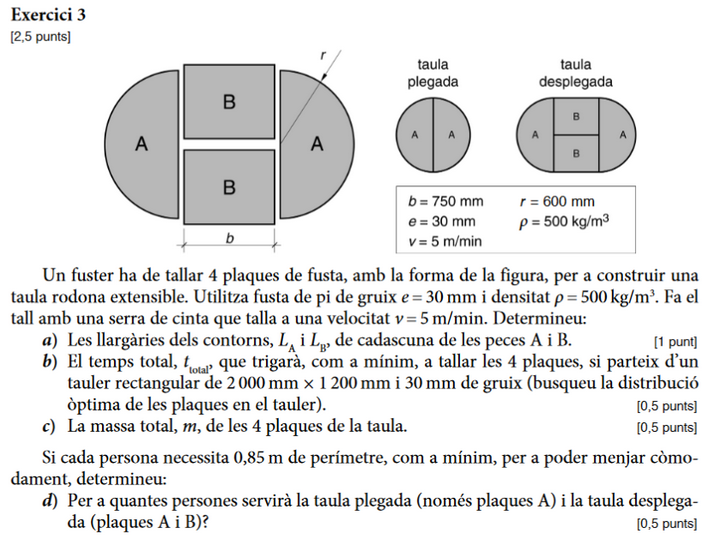 Exercici 3
[2,5 punts]
r
B
A
A
B
b
taula
plegada
A
A
taula
desplegada
B
A
A
B
b = 750 mm
r = 600 mm
e = 30 mm
ρ = 500 kg/m³
v = 5 m/min
Un fuster ha de tallar 4 plaques de fusta, amb la forma de la figura, per a construir una
taula rodona extensible. Utilitza fusta de pi de gruix e = 30 mm i densitat ρ = 500 kg/m³. Fa el
tall amb una serra de cinta que talla a una velocitat v = 5 m/min. Determineu:
a) Les llargàries dels contorns, L_A i L_B, de cadascuna de les peces A i B. [1 punt]
b) El temps total, t_total, que trigarà, com a mínim, a tallar les 4 plaques, si parteix d'un
tauler rectangular de 2 000 mm × 1 200 mm i 30 mm de gruix (busqueu la distribució
òptima de les plaques en el tauler). [0,5 punts]
c) La massa total, m, de les 4 plaques de la taula. [0,5 punts]
Si cada persona necessita 0,85 m de perímetre, com a mínim, per a poder menjar còmo-
dament, determineu:
d) Per a quantes persones servirà la taula plegada (només plaques A) i la taula desplega-
da (plaques A i B)? [0,5 punts]